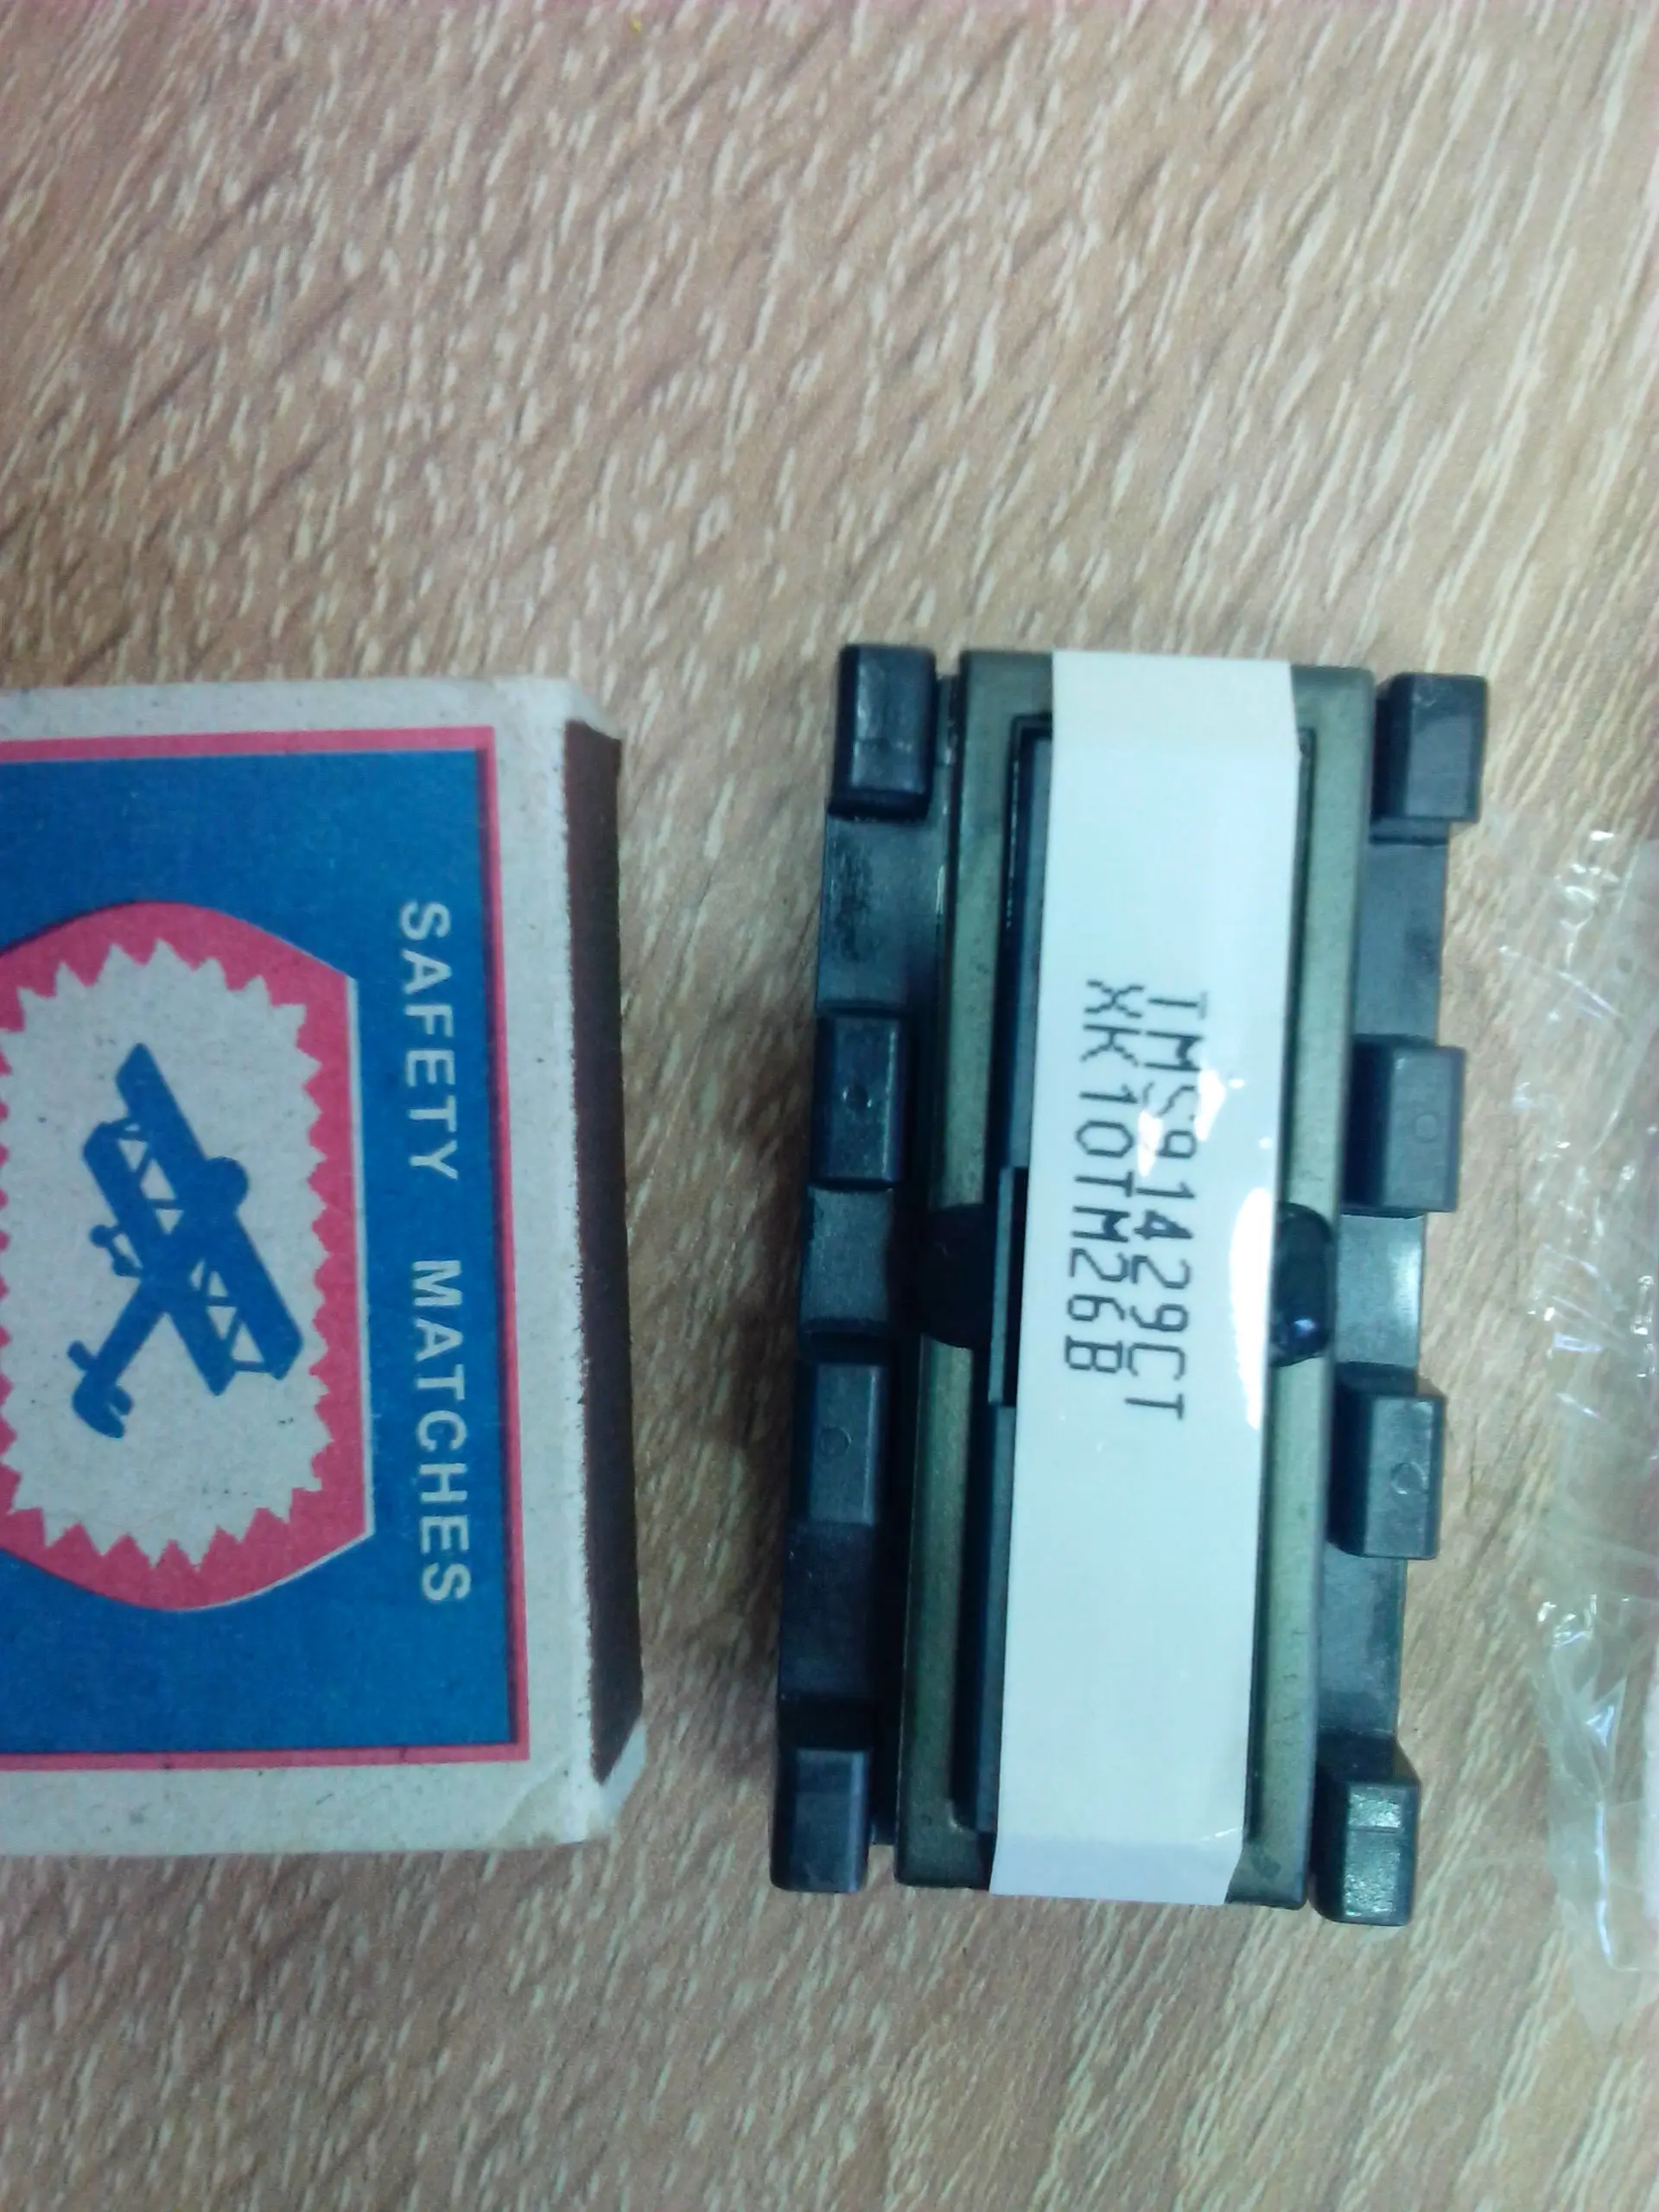 SAFETY MATCHES
TMS91429CT
XK10TM26B